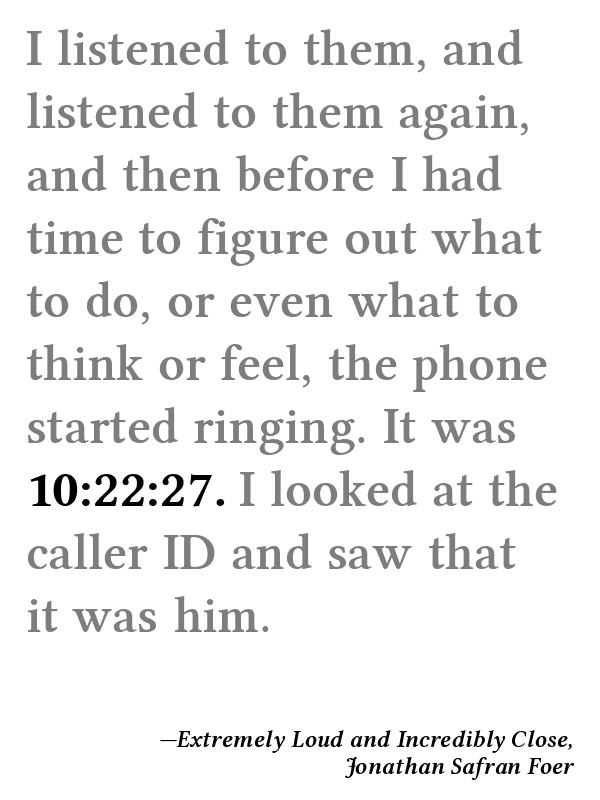 I listened to them, and
listened to them again,
and then before I had
time to figure out what
to do, or even what to
think or feel, the phone
started ringing. It was
10:22:27. I looked at the
caller ID and saw that
it was him.
—Extremely Loud and Incredibly Close,
Jonathan Safran Foer